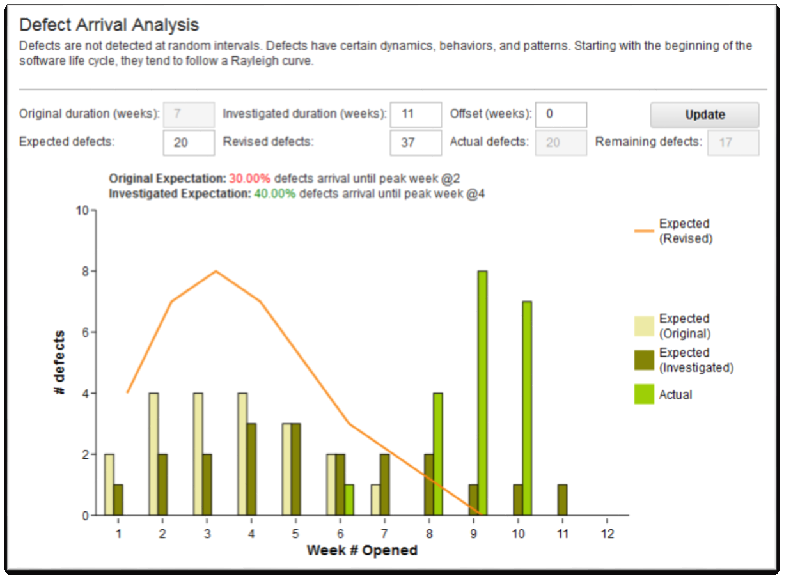 Defect Arrival Analysis
Defects are not detected at random intervals. Defects have certain dynamics, behaviors, and patterns. Starting with the beginning of the
software life cycle, they tend to follow a Rayleigh curve.
Original duration (weeks): 7 Investigated duration (weeks): 11 Offset (weeks): 0 Update
Expected defects: 20 Revised defects: 37 Actual defects: 20 Remaining defects: 17
Original Expectation: 30.00% defects arrival until peak week @2
Investigated Expectation: 40.00% defects arrival until peak week @4
10
8
6
4
2
0
# defects
1 2 3 4 5 6 7 8 9 10 11 12
Week # Opened
Expected
(Revised)
Expected
(Original)
Expected
(Investigated)
Actual